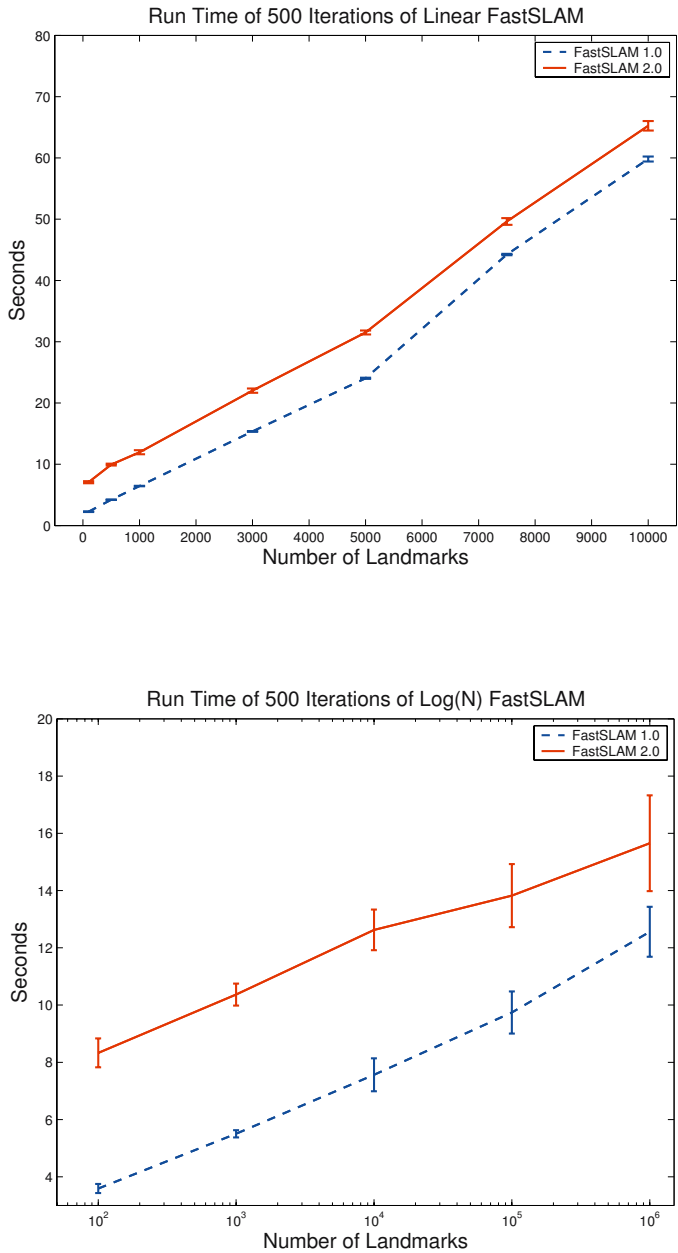 Run Time of 500 Iterations of Linear FastSLAM
80
70
60
50
40
30
20
10
0
Seconds
FastSLAM 1.0
FastSLAM 2.0
0 1000 2000 3000 4000 5000 6000 7000 8000 9000 10000
Number of Landmarks
Run Time of 500 Iterations of Log(N) FastSLAM
20
18
16
14
12
10
8
6
4
Seconds
FastSLAM 1.0
FastSLAM 2.0
10² 10³ 10⁴ 10⁵ 10⁶
Number of Landmarks